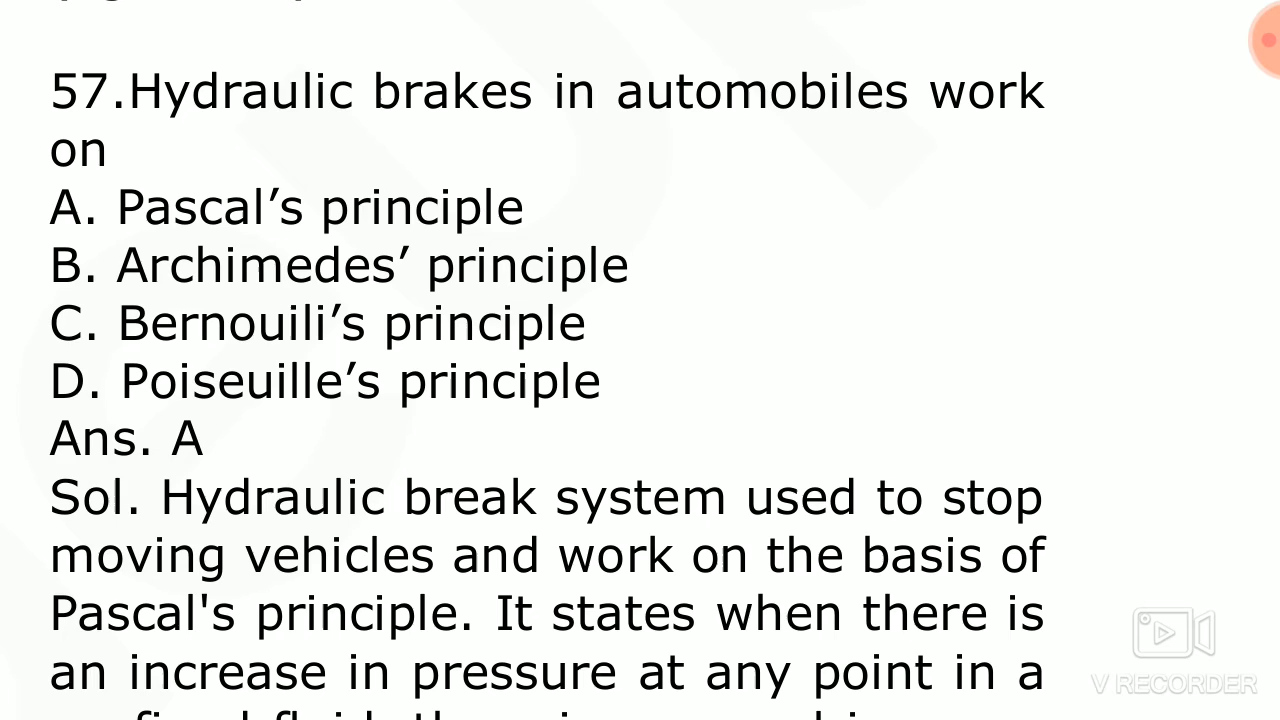 57.Hydraulic brakes in automobiles work
on
A. Pascal’s principle
B. Archimedes’ principle
C. Bernouili’s principle
D. Poiseuille’s principle
Ans. A
Sol. Hydraulic break system used to stop
moving vehicles and work on the basis of
Pascal's principle. It states when there is
an increase in pressure at any point in a
V RECORDER